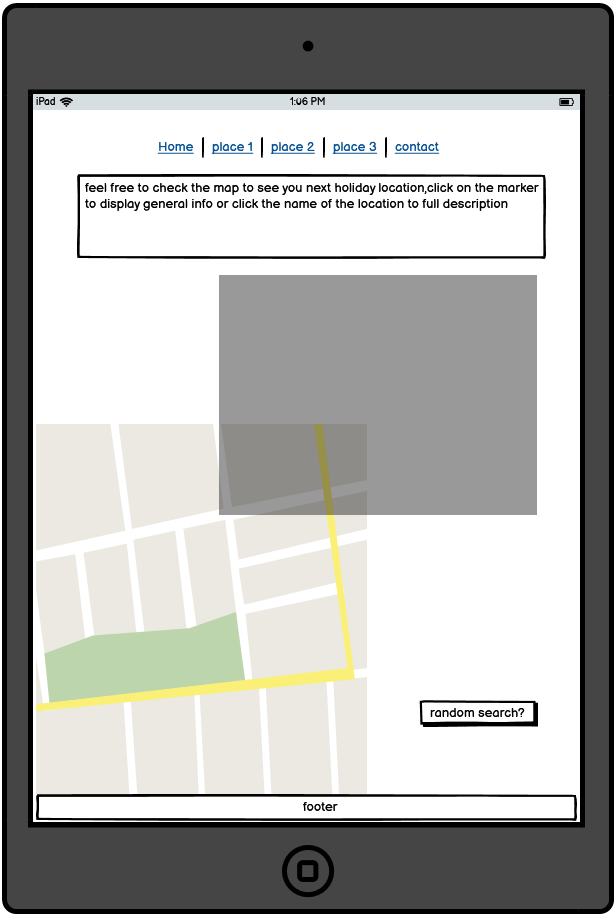 iPad 1:06 PM
Home place 1 place 2 place 3 contact
feel free to check the map to see you next holiday location,click on the marker
to display general info or click the name of the location to full description
random search?
footer